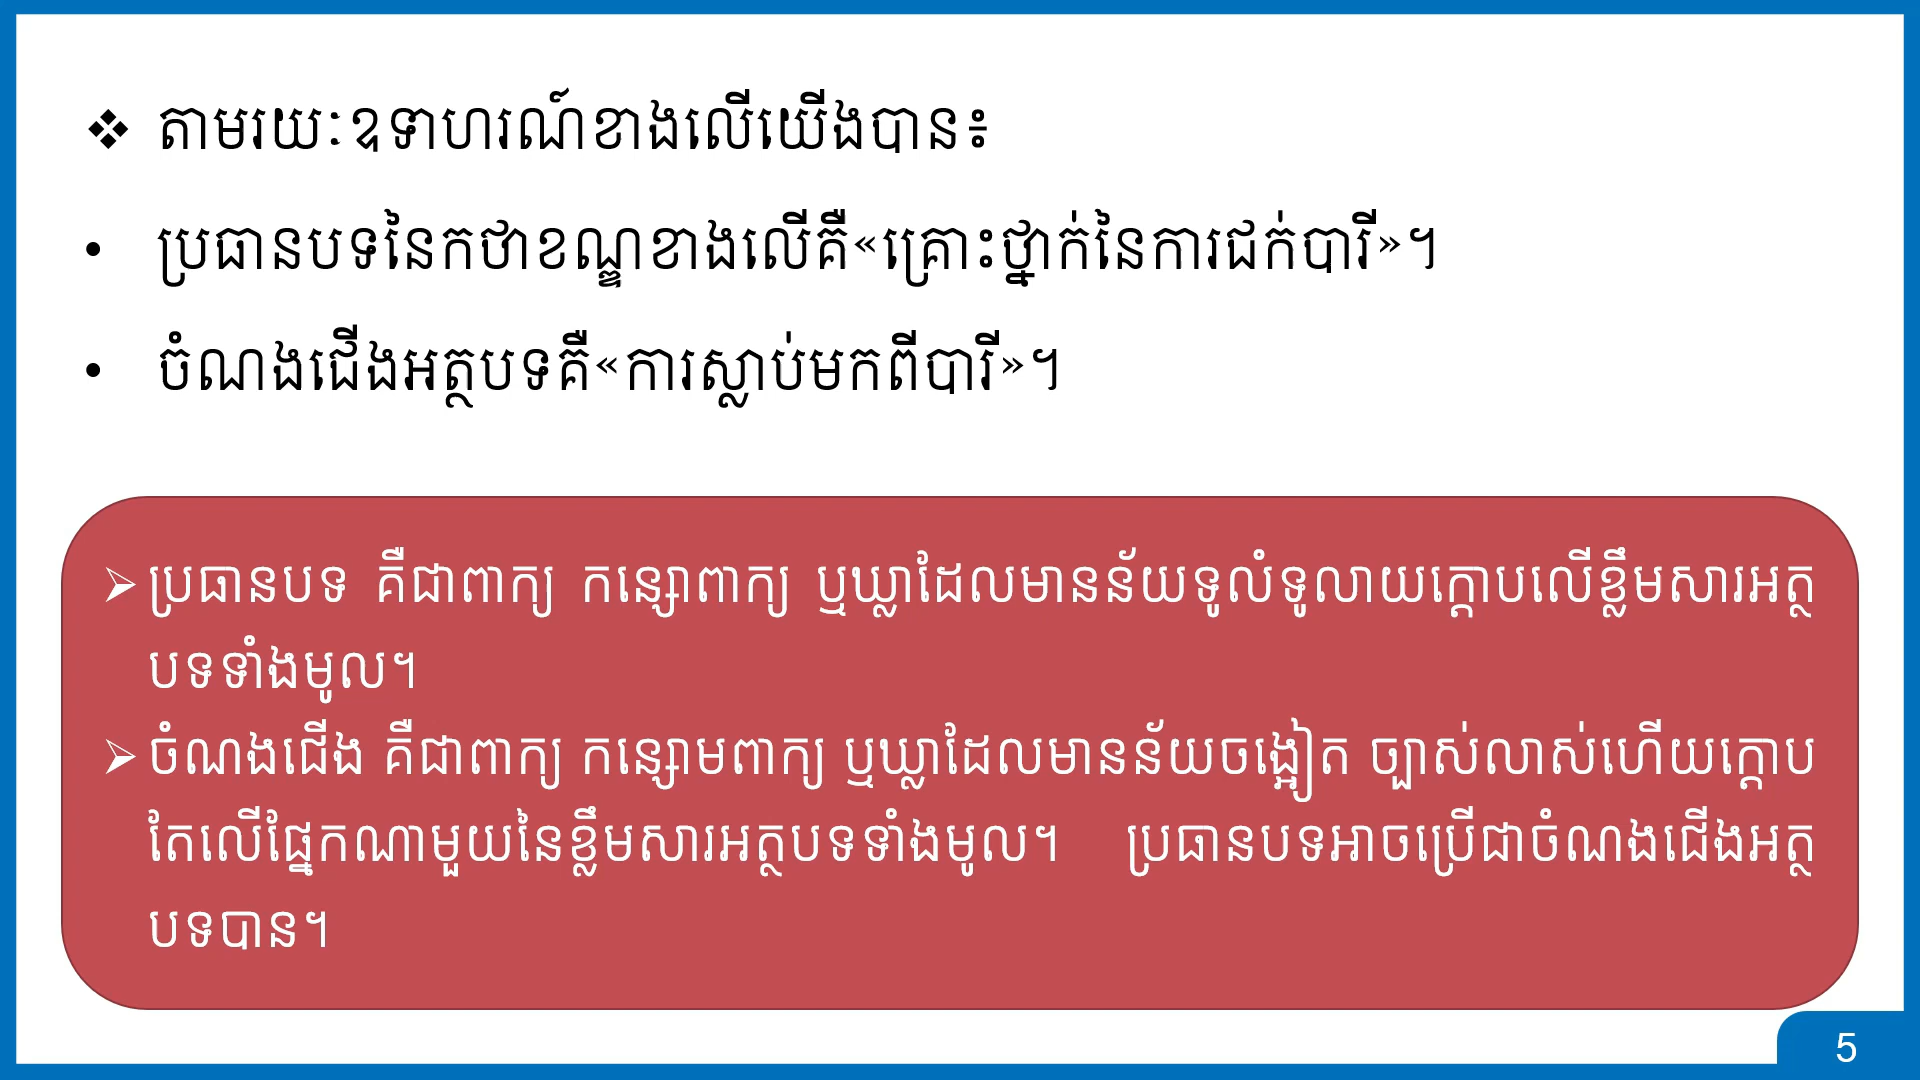 ❖ តាមរយៈឧទាហរណ៍ខាងលើយើងបាន៖
• ប្រធានបទនៃកថាខណ្ឌខាងលើគឺ«គ្រោះថ្នាក់នៃការជក់បារី»។
• ចំណងជើងអត្ថបទគឺ«ការស្លាប់មកពីបារី»។
➢ ប្រធានបទ គឺជាពាក្យ កន្សោពាក្យ ឬឃ្លាដែលមានន័យទូលំទូលាយក្ដោបលើខ្លឹមសារអត្ថ
បទទាំងមូល។
➢ ចំណងជើង គឺជាពាក្យ កន្សោមពាក្យ ឬឃ្លាដែលមានន័យចង្អៀត ច្បាស់លាស់ហើយក្ដោប
តែលើផ្នែកណាមួយនៃខ្លឹមសារអត្ថបទទាំងមូល។ ប្រធានបទអាចប្រើជាចំណងជើងអត្ថ
បទបាន។
5